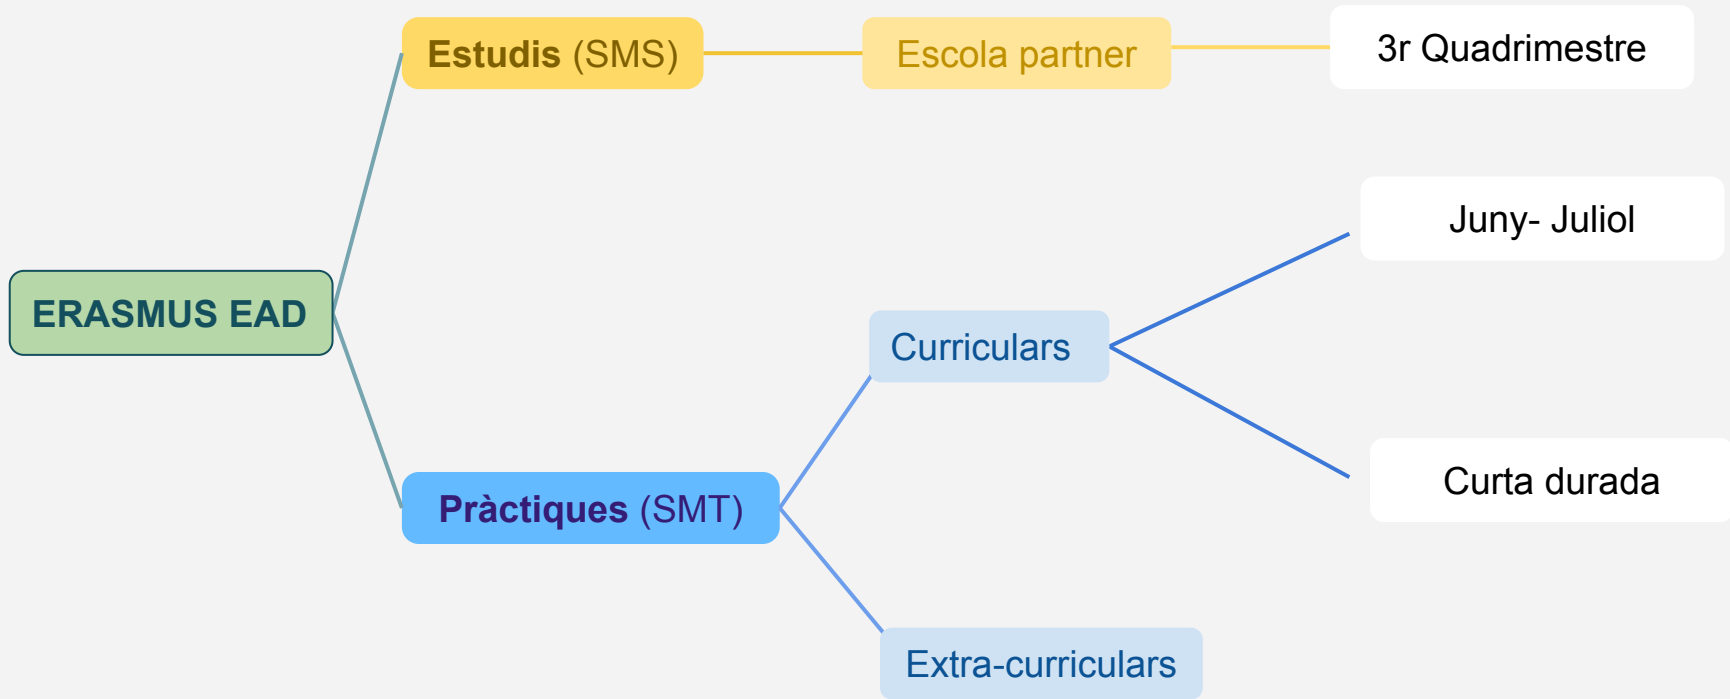 Estudis (SMS)
Escola partner
3r Quadrimestre
Juny- Juliol
ERASMUS EAD
Curriculars
Curta durada
Pràctiques (SMT)
Extra-curriculars